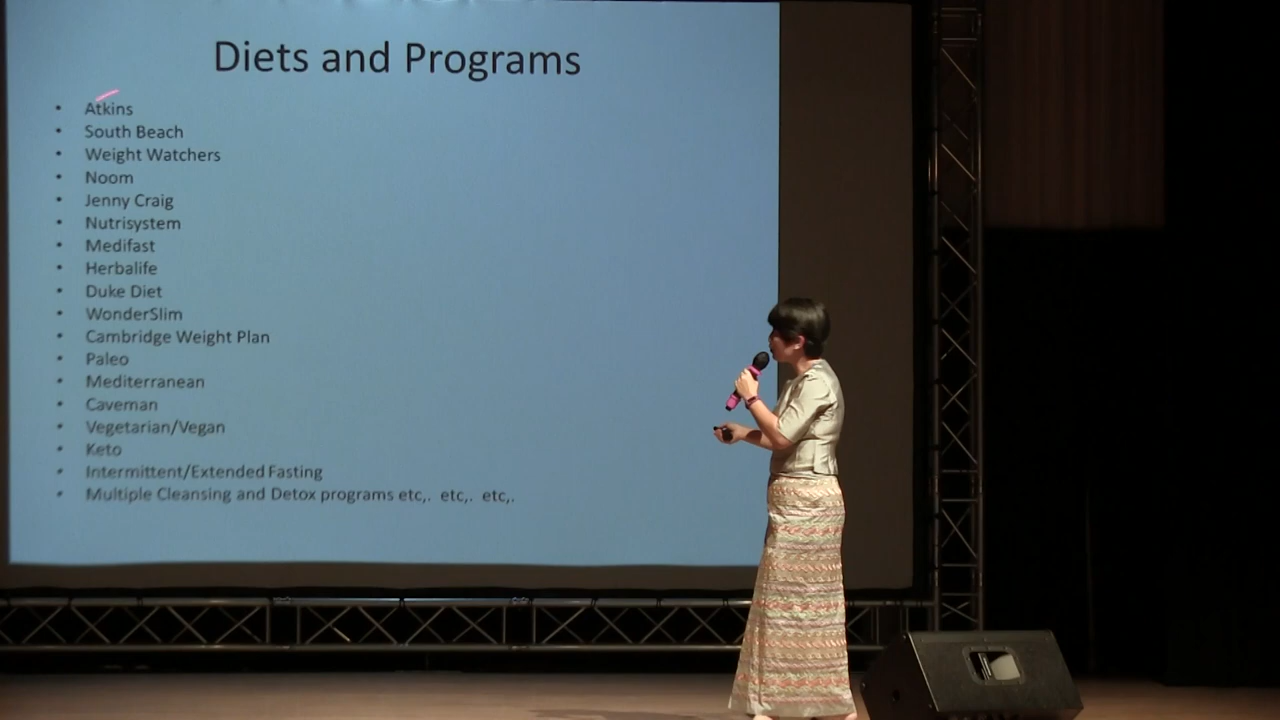 Diets and Programs
• Atkins
• South Beach
• Weight Watchers
• Noom
• Jenny Craig
• Nutrisystem
• Medifast
• Herbalife
• Duke Diet
• WonderSlim
• Cambridge Weight Plan
• Paleo
• Mediterranean
• Caveman
• Vegetarian/Vegan
• Keto
• Intermittent/Extended Fasting
• Multiple Cleansing and Detox programs etc,. etc,. etc,.